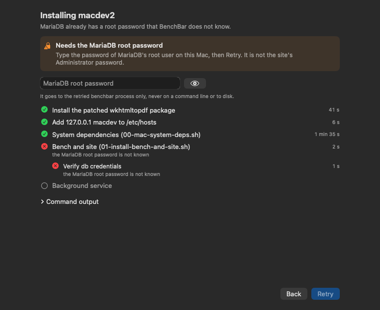 Installing macdev2
MariaDB already has a root password that BenchBar does not know.
Needs the MariaDB root password
Type the password of MariaDB's root user on this Mac, then Retry. It is not the site's
Administrator password.
MariaDB root password
It goes to the retried benchbar process only, never on a command line or to disk.
Install the patched wkhtmltopdf package 41 s
Add 127.0.0.1 macdev to /etc/hosts 6 s
System dependencies (00-mac-system-deps.sh) 1 min 35 s
Bench and site (01-install-bench-and-site.sh) 2 s
the MariaDB root password is not known
Verify db credentials 1 s
the MariaDB root password is not known
Background service
Command output
Back Retry